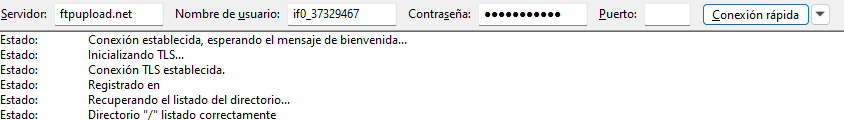 Servidor: ftpupload.net Nombre de usuario: if0_37329467 Contraseña: ●●●●●●●●●●● Puerto: Conexión rápida
Estado: Conexión establecida, esperando el mensaje de bienvenida...
Estado: Inicializando TLS...
Estado: Conexión TLS establecida.
Estado: Registrado en
Estado: Recuperando el listado del directorio...
Estado: Directorio "/" listado correctamente